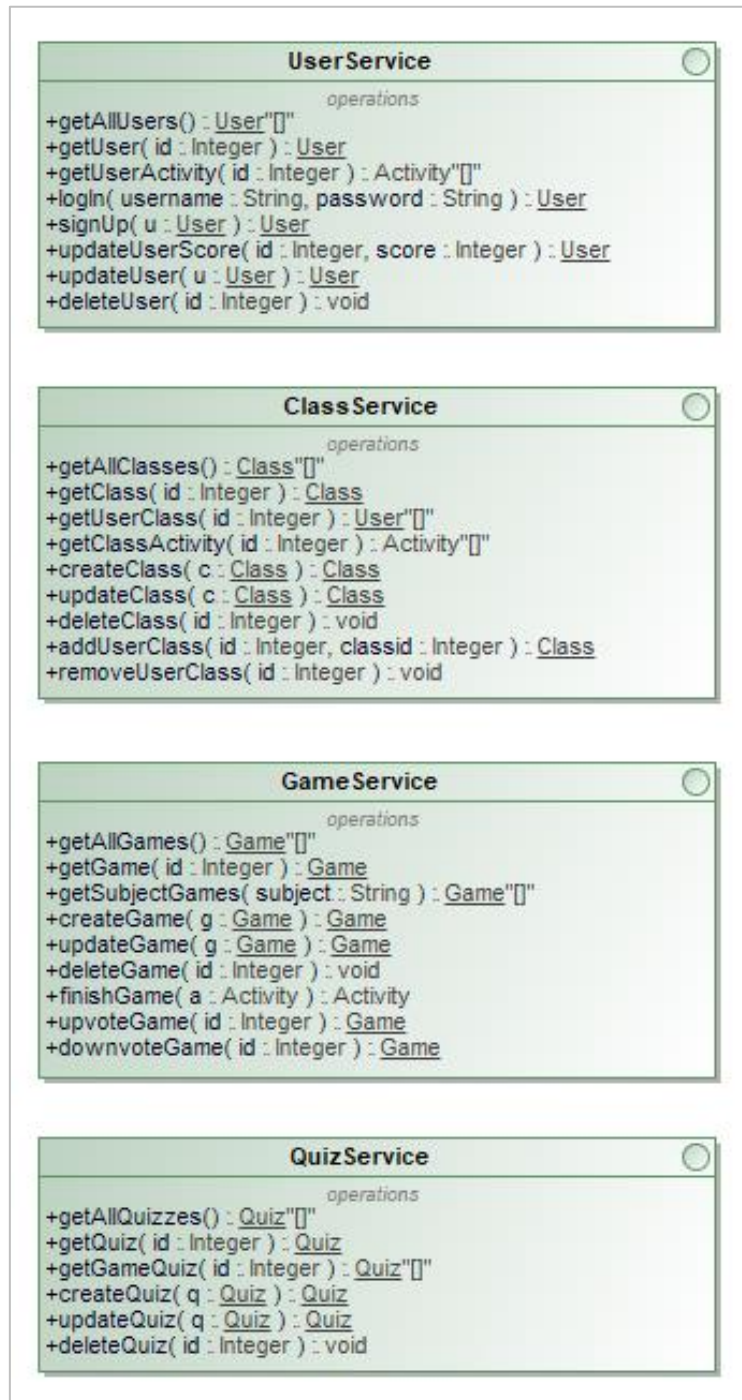 UserService
operations
+getAllUsers() : User"[]"
+getUser( id : Integer ) : User
+getUserActivity( id : Integer ) : Activity"[]"
+logIn( username : String, password : String ) : User
+signUp( u : User ) : User
+updateUserScore( id : Integer, score : Integer ) : User
+updateUser( u : User ) : User
+deleteUser( id : Integer ) : void
ClassService
operations
+getAllClasses() : Class"[]"
+getClass( id : Integer ) : Class
+getUserClass( id : Integer ) : User"[]"
+getClassActivity( id : Integer ) : Activity"[]"
+createClass( c : Class ) : Class
+updateClass( c : Class ) : Class
+deleteClass( id : Integer ) : void
+addUserClass( id : Integer, classid : Integer ) : Class
+removeUserClass( id : Integer ) : void
GameService
operations
+getAllGames() : Game"[]"
+getGame( id : Integer ) : Game
+getSubjectGames( subject : String ) : Game"[]"
+createGame( g : Game ) : Game
+updateGame( g : Game ) : Game
+deleteGame( id : Integer ) : void
+finishGame( a : Activity ) : Activity
+upvoteGame( id : Integer ) : Game
+downvoteGame( id : Integer ) : Game
QuizService
operations
+getAllQuizzes() : Quiz"[]"
+getQuiz( id : Integer ) : Quiz
+getGameQuiz( id : Integer ) : Quiz"[]"
+createQuiz( q : Quiz ) : Quiz
+updateQuiz( q : Quiz ) : Quiz
+deleteQuiz( id : Integer ) : void